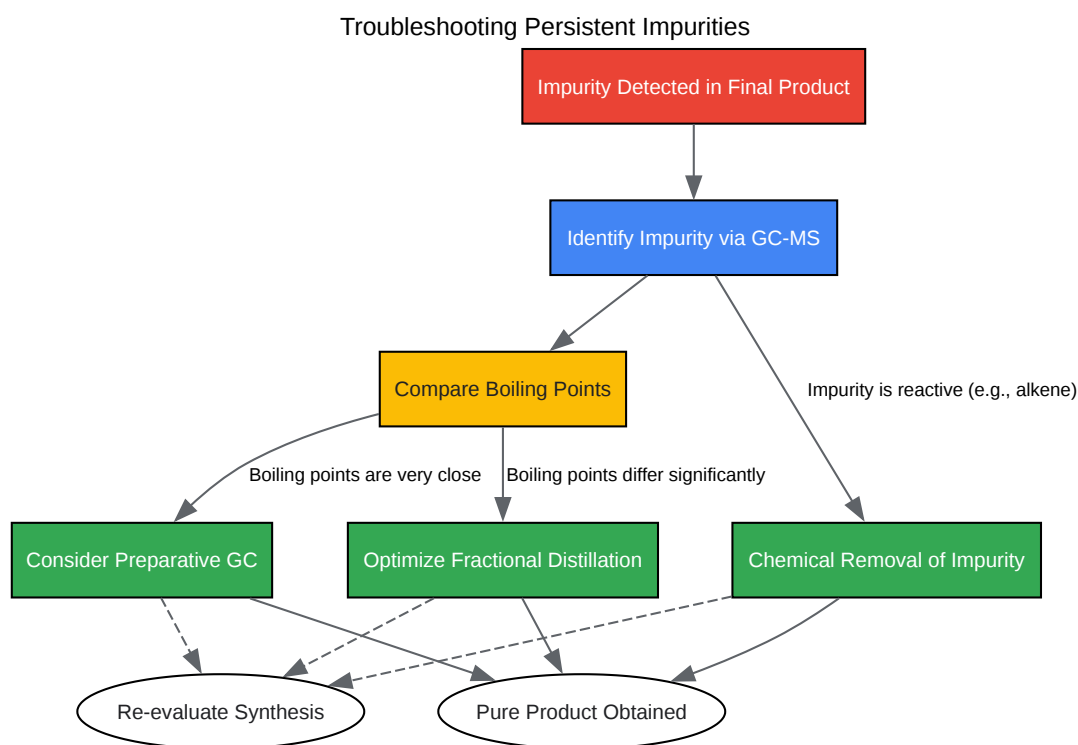 Troubleshooting Persistent Impurities
Impurity Detected in Final Product
Identify Impurity via GC-MS
Compare Boiling Points
Impurity is reactive (e.g., alkene)
Boiling points are very close
Boiling points differ significantly
Consider Preparative GC
Optimize Fractional Distillation
Chemical Removal of Impurity
Re-evaluate Synthesis
Pure Product Obtained